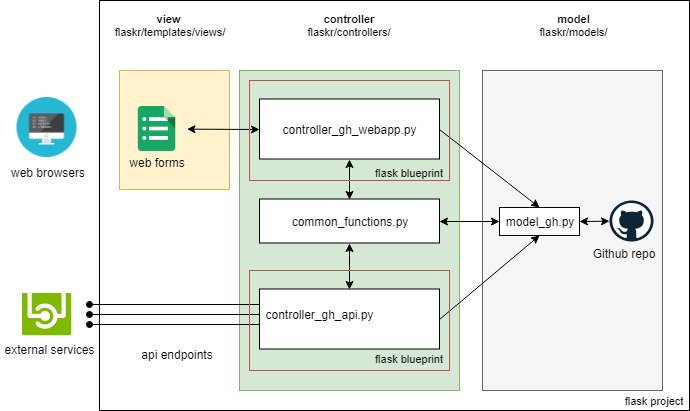 view
flaskr/templates/views/
controller
flaskr/controllers/
model
flaskr/models/
web browsers
web forms
controller_gh_webapp.py
flask blueprint
common_functions.py
model_gh.py
Github repo
external services
api endpoints
controller_gh_api.py
flask blueprint
flask project